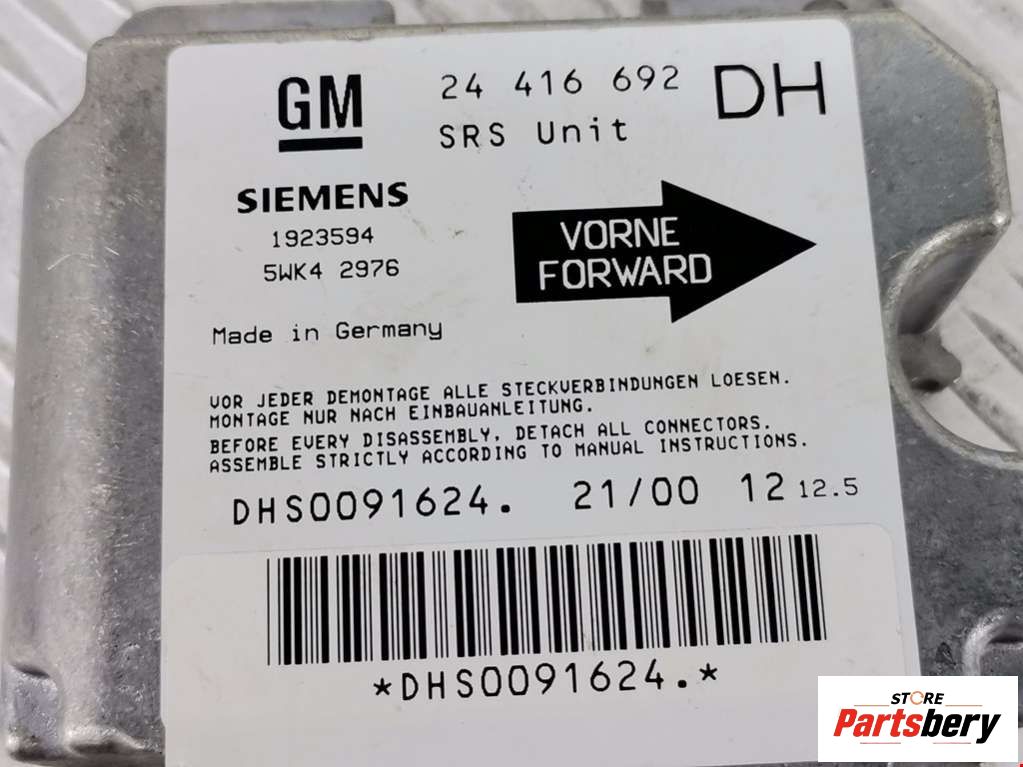 GM
24 416 692
DH
SRS Unit
SIEMENS
1923594
5WK4 2976
VORNE
FORWARD
Made in Germany
VOR JEDER DEMONTAGE ALLE STECKVERBINDUNGEN LOESEN.
MONTAGE NUR NACH EINBAUANLEITUNG.
BEFORE EVERY DISASSEMBLY, DETACH ALL CONNECTORS.
ASSEMBLE STRICTLY ACCORDING TO MANUAL INSTRUCTIONS.
DHS0091624. 21/00 12 12.5
*DHS0091624.*
STORE
Partsbery